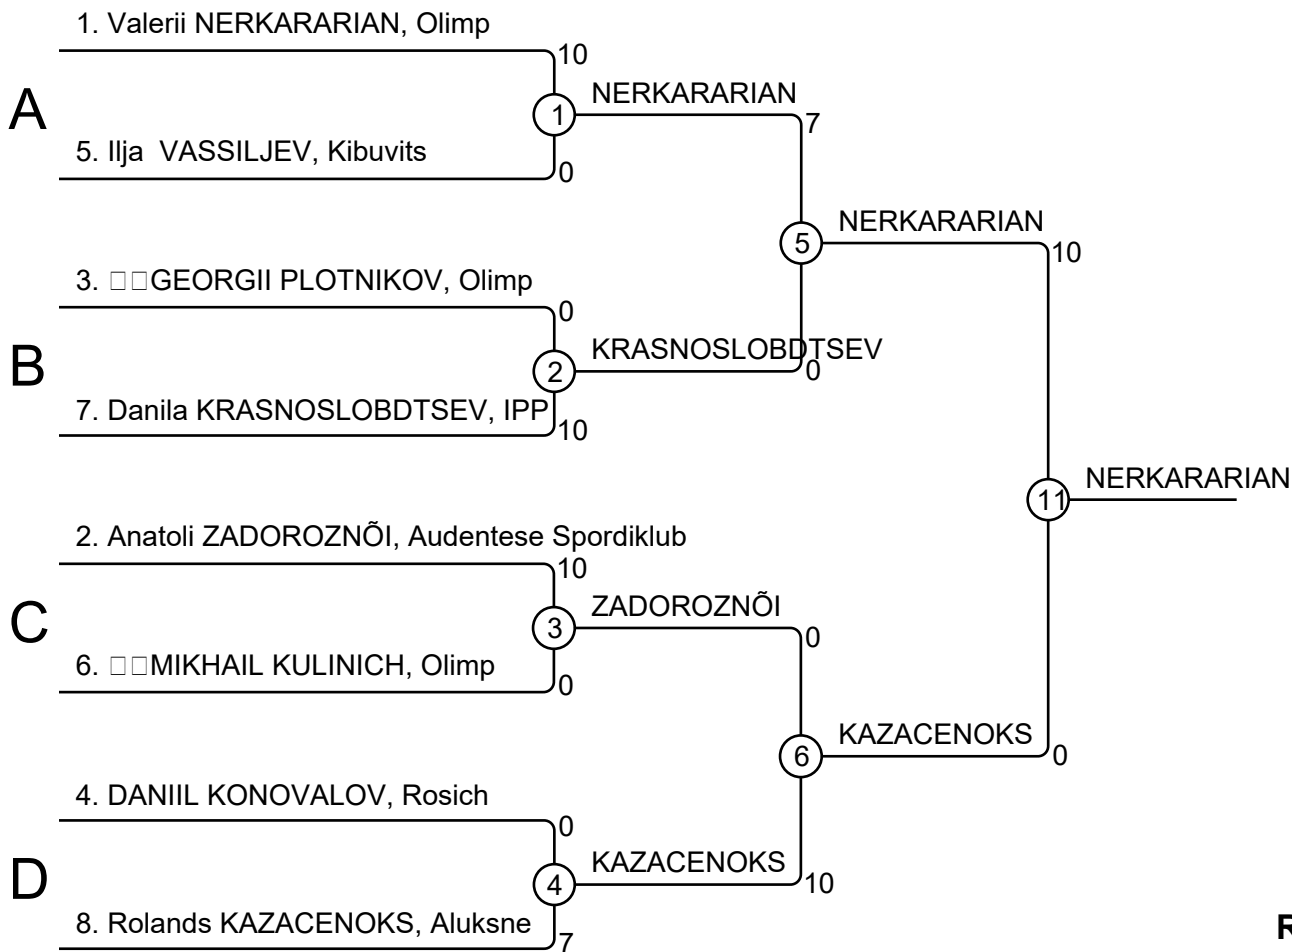 1. Valerii NERKARARIAN, Olimp
10
NERKARARIAN
A
1
7
5. Ilja  VASSILJEV, Kibuvits
0
NERKARARIAN
5
10
3. □□GEORGII PLOTNIKOV, Olimp
0
KRASNOSLOBDTSEV
B
2
0
7. Danila KRASNOSLOBDTSEV, IPP
10
NERKARARIAN
11
2. Anatoli ZADOROZNÕI, Audentese Spordiklub
10
ZADOROZNÕI
C
3
0
6. □□MIKHAIL KULINICH, Olimp
0
KAZACENOKS
6
0
4. DANIIL KONOVALOV, Rosich
0
KAZACENOKS
D
4
10
8. Rolands KAZACENOKS, Aluksne
7